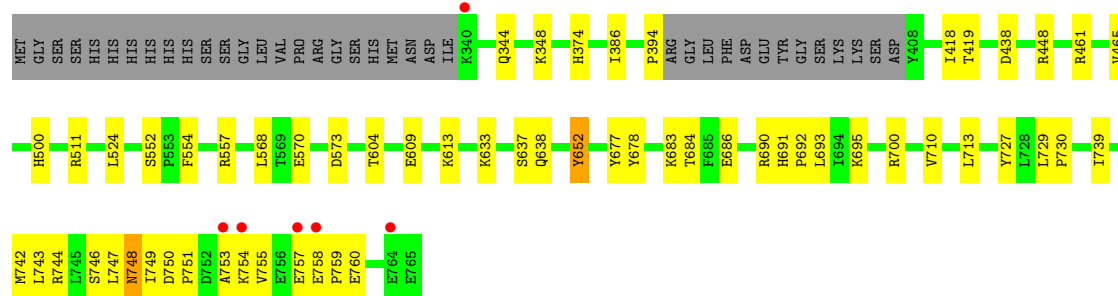 MET GLY SER SER HIS HIS HIS HIS HIS HIS SER SER GLY LEU VAL PRO ARG GLY SER HIS MET ASN ASP ILE K340 Q344 K348 H374 I386 P394 ARG GLY LEU PHE ASP GLU TYR GLY SER LYS LYS SER ASP Y408 I418 T419 D438 R448 R461 V465
H500 R511 L524 S552 P553 F554 R557 L568 T569 E570 D573 T604 E609 K613 K633 S637 Q638 Y652 Y677 Y678 K683 T684 F685 E686 R690 H691 P692 L693 I694 K695 R700 V710 L713 Y727 L728 L729 P730 I739
M742 L743 R744 L745 S746 L747 N748 I749 D750 P751 D752 A753 K754 V755 E756 E757 E758 P759 E760 E764 E765